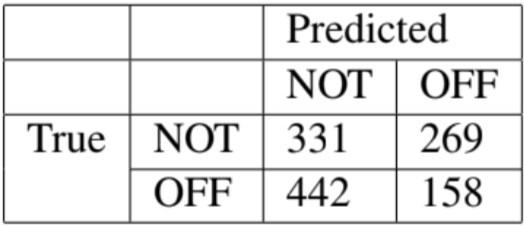 Predicted
NOT OFF
True NOT 331 269
OFF 442 158